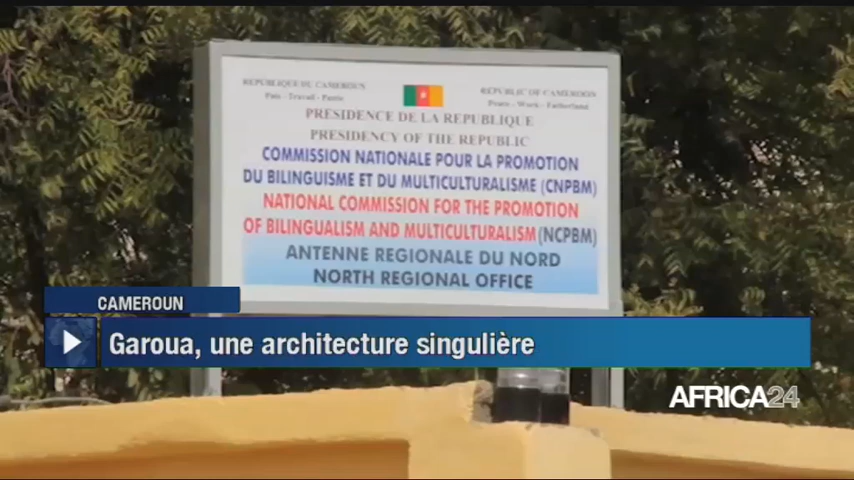 REPUBLIQUE DU CAMEROUN
Paix - Travail - Patrie
REPUBLIC OF CAMEROON
Peace - Work - Fatherland
PRESIDENCE DE LA REPUBLIQUE
PRESIDENCY OF THE REPUBLIC
COMMISSION NATIONALE POUR LA PROMOTION
DU BILINGUISME ET DU MULTICULTURALISME (CNPBM)
NATIONAL COMMISSION FOR THE PROMOTION
OF BILINGUALISM AND MULTICULTURALISM (NCPBM)
ANTENNE REGIONALE DU NORD
NORTH REGIONAL OFFICE
CAMEROUN
Garoua, une architecture singulière
AFRICA24